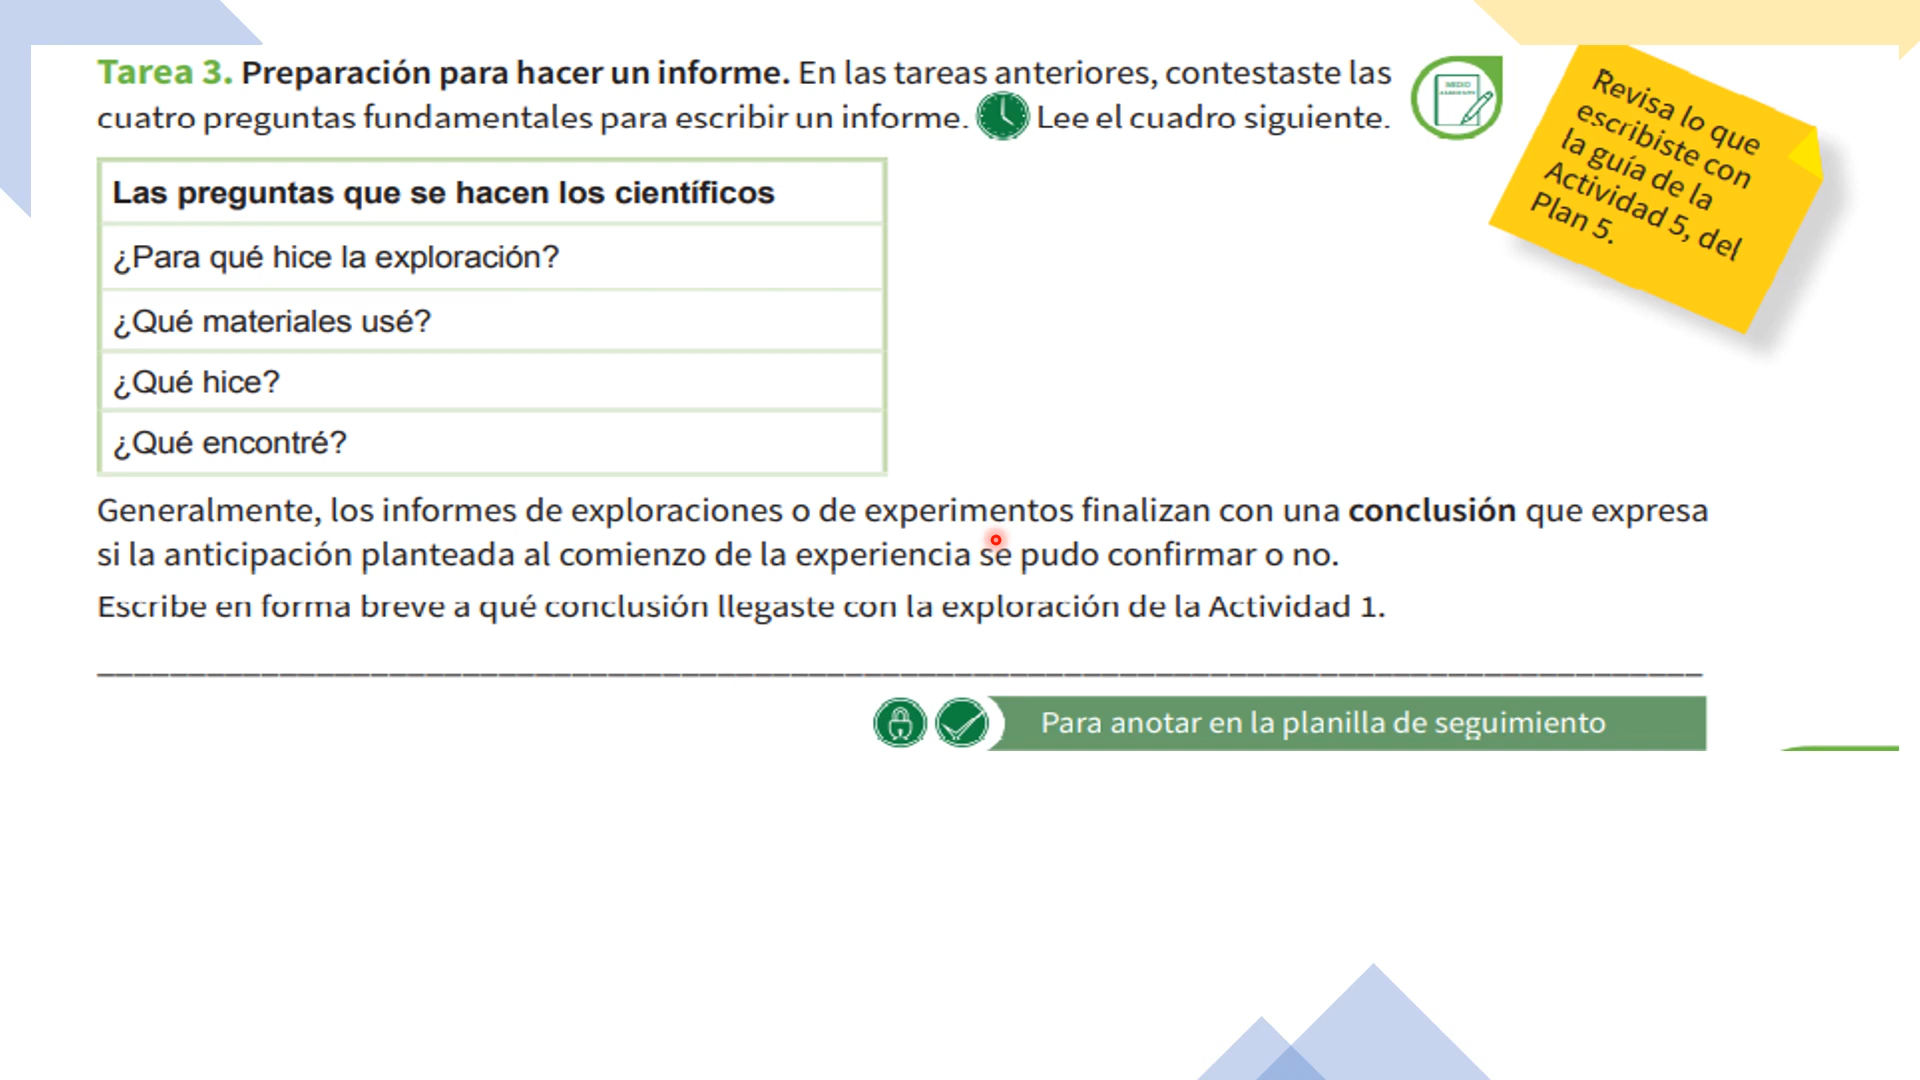 Tarea 3. Preparación para hacer un informe. En las tareas anteriores, contestaste las
cuatro preguntas fundamentales para escribir un informe. Lee el cuadro siguiente.
MEDIO
AMBIENTE
Revisa lo que
escribiste con
la guía de la
Actividad 5, del
Plan 5.
Las preguntas que se hacen los científicos
¿Para qué hice la exploración?
¿Qué materiales usé?
¿Qué hice?
¿Qué encontré?
Generalmente, los informes de exploraciones o de experimentos finalizan con una conclusión que expresa
si la anticipación planteada al comienzo de la experiencia se pudo confirmar o no.
Escribe en forma breve a qué conclusión llegaste con la exploración de la Actividad 1.
Para anotar en la planilla de seguimiento